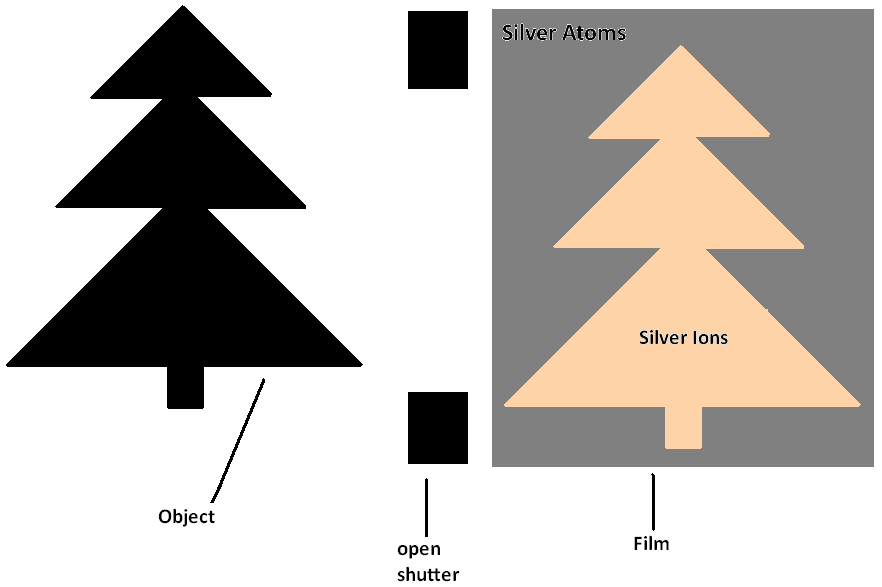 Silver Atoms
Silver Ions
Object
open
shutter
Film